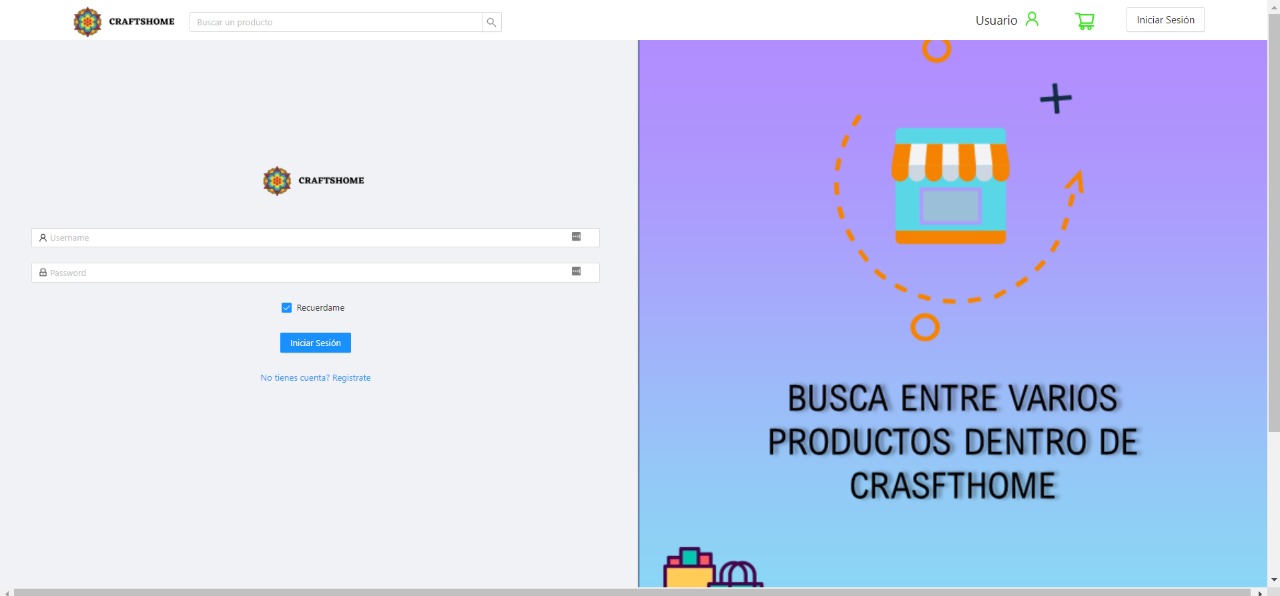 CRAFTSHOME
Buscar un producto
Usuario
Iniciar Sesión
CRAFTSHOME
Username
Password
Recuerdame
Iniciar Sesión
No tienes cuenta? Registrate
BUSCA ENTRE VARIOS
PRODUCTOS DENTRO DE
CRASFTHOME